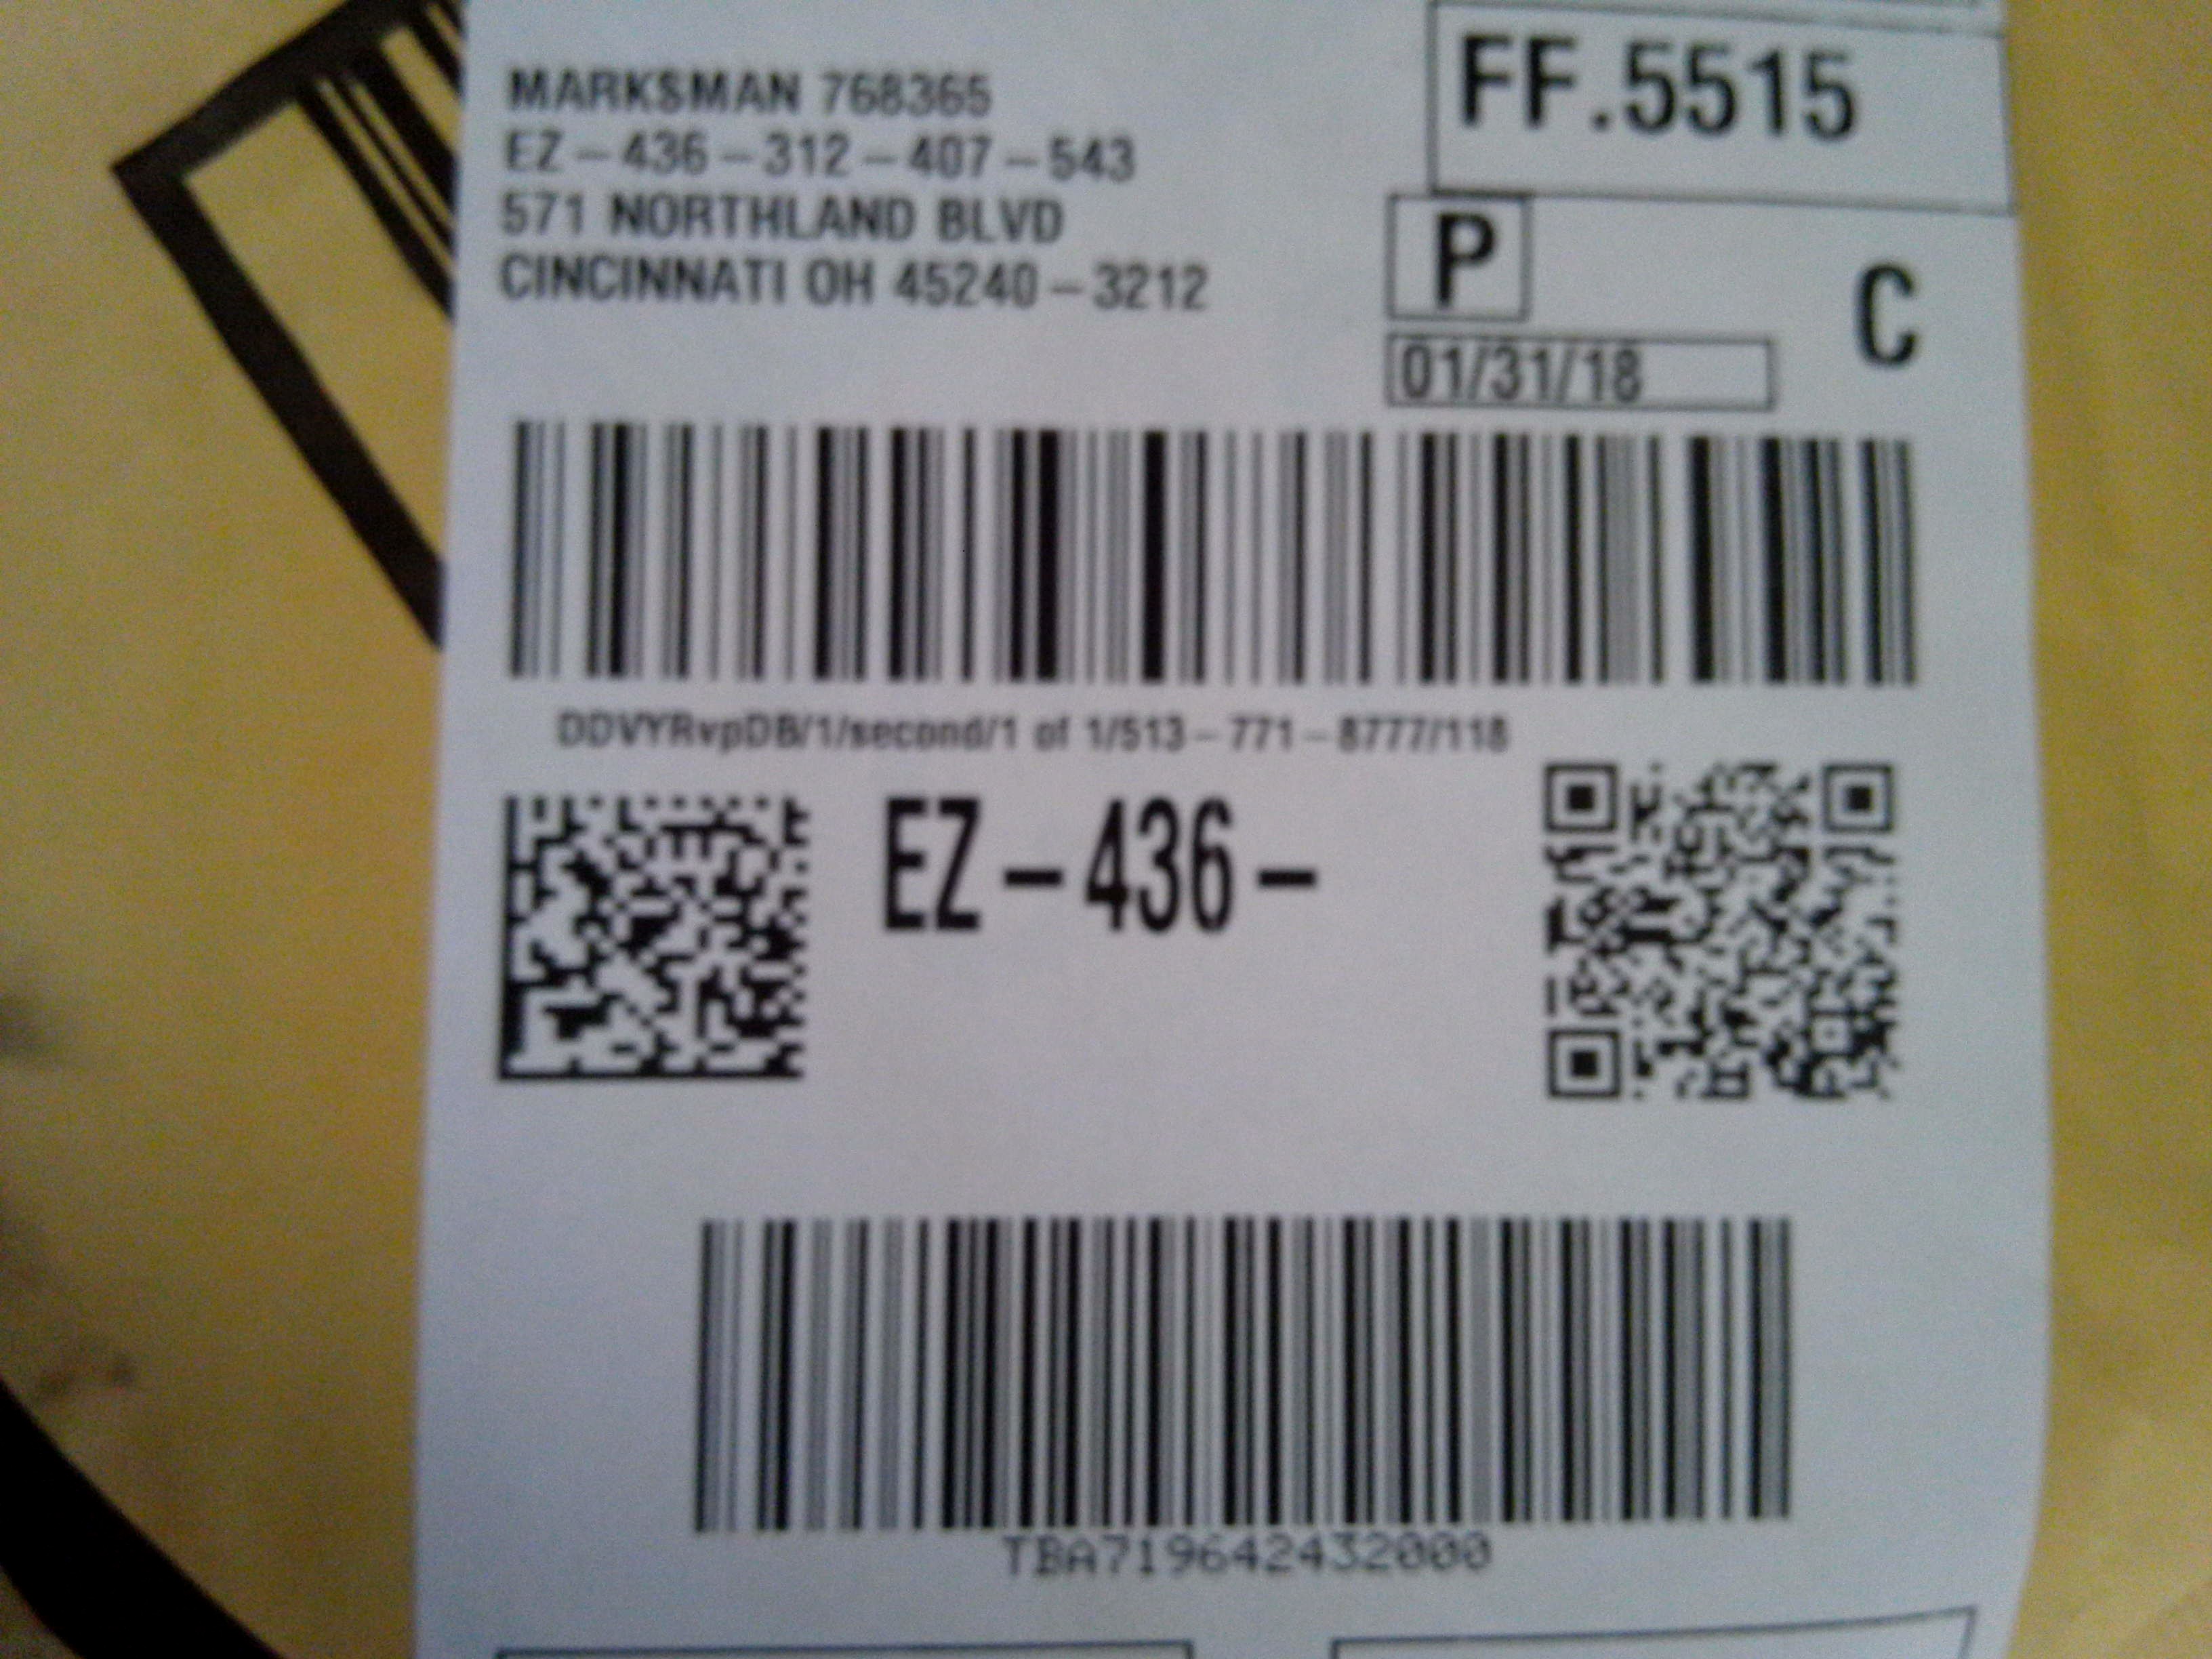 MARKSMAN 768365
EZ-436-312-407-543
571 NORTHLAND BLVD
CINCINNATI OH 45240-3212
FF.5515
P
C
01/31/18
DDVYRvpDB/1/second/1 of 1/513-771-8777/118
EZ-436-
TBA719642432000